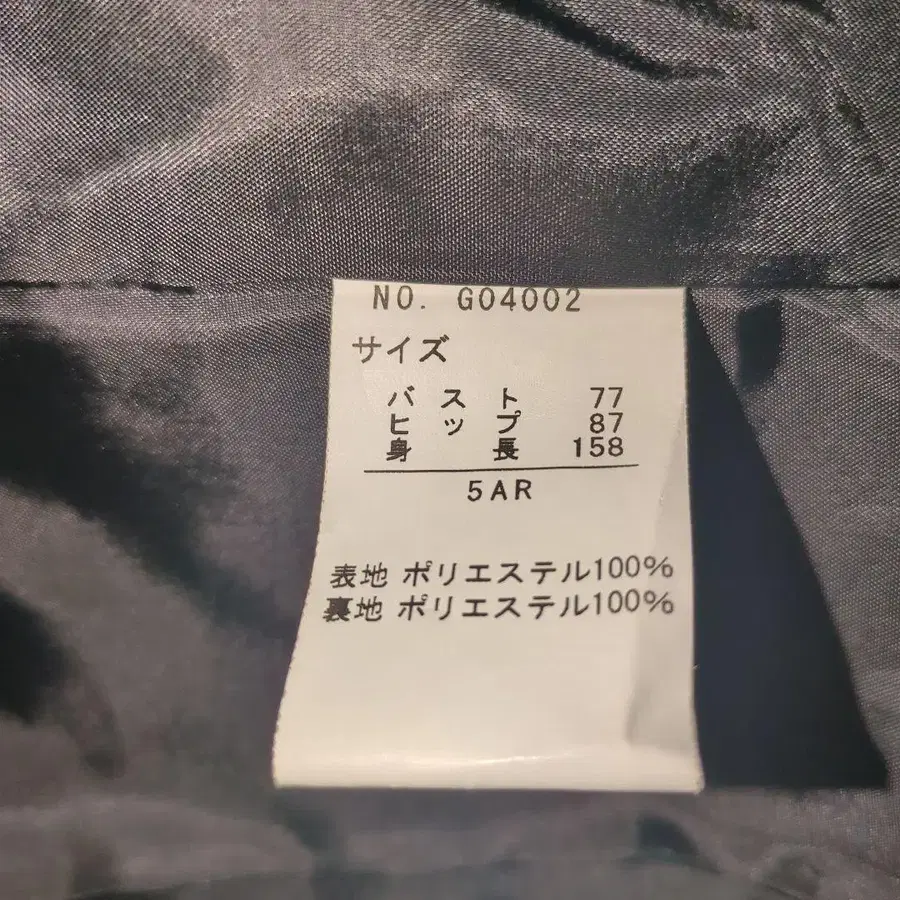 NO. G04002
サイズ
バスト 77
ヒップ 87
身長 158
5AR
表地 ポリエステル100%
裏地 ポリエステル100%